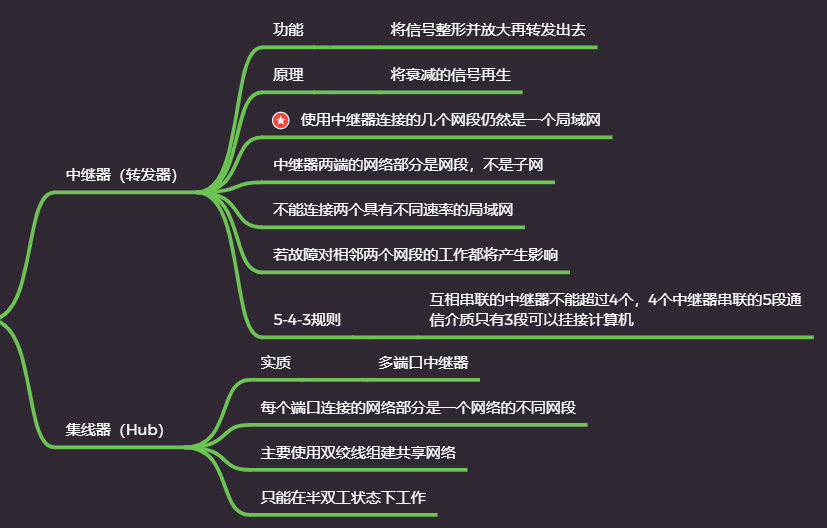 功能
将信号整形并放大再转发出去
原理
将衰减的信号再生
使用中继器连接的几个网段仍然是一个局域网
中继器（转发器）
中继器两端的网络部分是网段，不是子网
不能连接两个具有不同速率的局域网
若故障对相邻两个网段的工作都将产生影响
5-4-3规则
互相串联的中继器不能超过4个，4个中继器串联的5段通
信介质只有3段可以挂接计算机
实质
多端口中继器
每个端口连接的网络部分是一个网络的不同网段
集线器（Hub）
主要使用双绞线组建共享网络
只能在半双工状态下工作